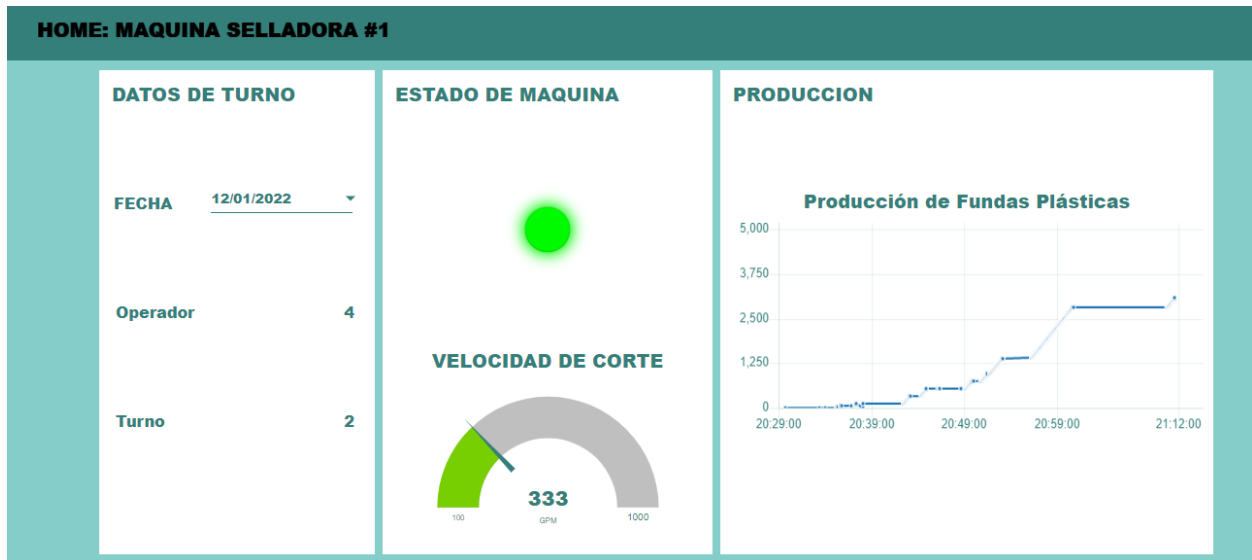 HOME: MAQUINA SELLADORA #1
DATOS DE TURNO
FECHA 12/01/2022
Operador 4
Turno 2
ESTADO DE MAQUINA
VELOCIDAD DE CORTE
333
100 GPM 1000
PRODUCCION
Producción de Fundas Plásticas
5,000
3,750
2,500
1,250
0
20:29:00 20:39:00 20:49:00 20:59:00 21:12:00